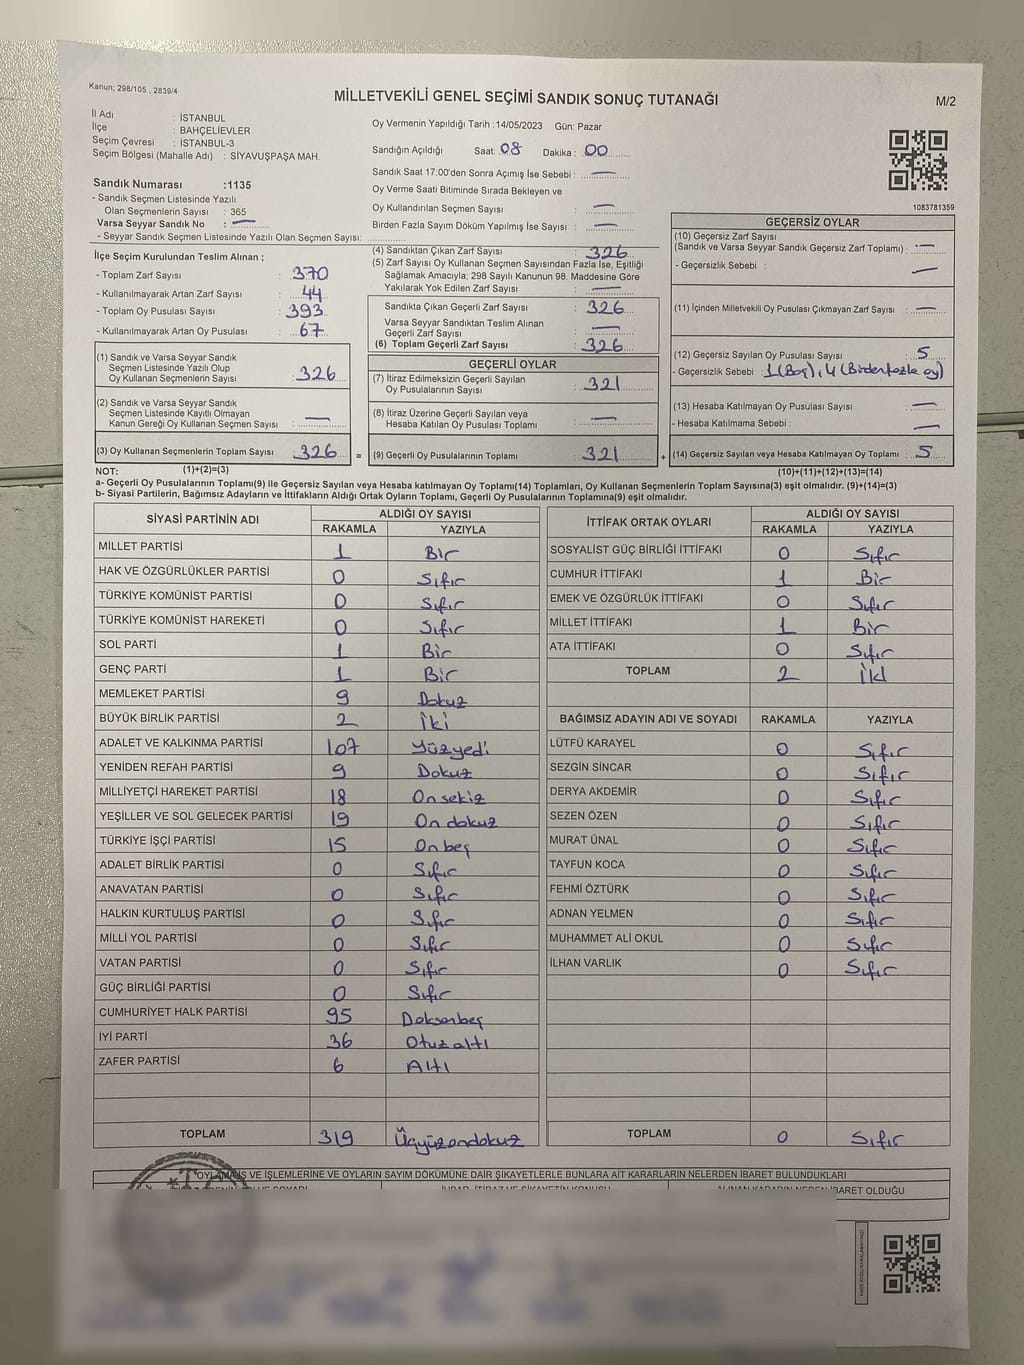 Kanun; 298/105 , 2839/4
MİLLETVEKİLİ GENEL SEÇİMİ SANDIK SONUÇ TUTANAĞI
M/2
İl Adı : İSTANBUL
İlçe : BAHÇELİEVLER
Seçim Çevresi : İSTANBUL-3
Seçim Bölgesi (Mahalle Adı) : SİYAVUŞPAŞA MAH.
Sandık Numarası :1135
- Sandık Seçmen Listesinde Yazılı
Olan Seçmenlerin Sayısı : 365
Varsa Seyyar Sandık No : —
- Seyyar Sandık Seçmen Listesinde Yazılı Olan Seçmen Sayısı:
Oy Vermenin Yapıldığı Tarih :14/05/2023 Gün: Pazar
Sandığın Açıldığı Saat: 08 Dakika : 00
Sandık Saat 17:00'den Sonra Açımış İse Sebebi : —
Oy Verme Saati Bitiminde Sırada Bekleyen ve
Oy Kullandırılan Seçmen Sayısı : —
Birden Fazla Sayım Döküm Yapılmış İse Sayısı : —
1083781359
İlçe Seçim Kurulundan Teslim Alınan ;
- Toplam Zarf Sayısı : 370
- Kullanılmayarak Artan Zarf Sayısı : 44
- Toplam Oy Pusulası Sayısı : 393
- Kullanılmayarak Artan Oy Pusulası : 67
(1) Sandık ve Varsa Seyyar Sandık
Seçmen Listesinde Yazılı Olup
Oy Kullanan Seçmenlerin Sayısı : 326
(2) Sandık ve Varsa Seyyar Sandık
Seçmen Listesinde Kayıtlı Olmayan
Kanun Gereği Oy Kullanan Seçmen Sayısı : —
(3) Oy Kullanan Seçmenlerin Toplam Sayısı : 326 =
(4) Sandıktan Çıkan Zarf Sayısı : 326
(5) Zarf Sayısı Oy Kullanan Seçmen Sayısından Fazla İse, Eşitliği
Sağlamak Amacıyla; 298 Sayılı Kanunun 98. Maddesine Göre
Yakılarak Yok Edilen Zarf Sayısı : —
Sandıkta Çıkan Geçerli Zarf Sayısı : 326
Varsa Seyyar Sandıktan Teslim Alınan
Geçerli Zarf Sayısı : —
(6) Toplam Geçerli Zarf Sayısı : 326
GEÇERLİ OYLAR
(7) İtiraz Edilmeksizin Geçerli Sayılan
Oy Pusulalarının Sayısı : 321
(8) İtiraz Üzerine Geçerli Sayılan veya
Hesaba Katılan Oy Pusulası Toplamı : —
(9) Geçerli Oy Pusulalarının Toplamı : 321 +
GEÇERSİZ OYLAR
(10) Geçersiz Zarf Sayısı
(Sandık ve Varsa Seyyar Sandık Geçersiz Zarf Toplamı) : —
- Geçersizlik Sebebi : —
(11) İçinden Milletvekili Oy Pusulası Çıkmayan Zarf Sayısı : —
(12) Geçersiz Sayılan Oy Pusulası Sayısı : 5
- Geçersizlik Sebebi : 1(Boş), 4(Birden fazla oy)
(13) Hesaba Katılmayan Oy Pusulası Sayısı : —
- Hesaba Katılmama Sebebi : —
(14) Geçersiz Sayılan veya Hesaba Katılmayan Oy Toplamı : 5
NOT: (1)+(2)=(3) (10)+(11)+(12)+(13)=(14)
a- Geçerli Oy Pusulalarının Toplamı(9) ile Geçersiz Sayılan veya Hesaba katılmayan Oy Toplamı(14) Toplamları, Oy Kullanan Seçmenlerin Toplam Sayısına(3) eşit olmalıdır. (9)+(14)=(3)
b- Siyasi Partilerin, Bağımsız Adayların ve İttifakların Aldığı Ortak Oyların Toplamı, Geçerli Oy Pusulalarının Toplamına(9) eşit olmalıdır.
SİYASİ PARTİNİN ADI ALDIĞI OY SAYISI
RAKAMLA YAZIYLA
MİLLET PARTİSİ 1 Bir
HAK VE ÖZGÜRLÜKLER PARTİSİ 0 Sıfır
TÜRKİYE KOMÜNİST PARTİSİ 0 Sıfır
TÜRKİYE KOMÜNİST HAREKETİ 0 Sıfır
SOL PARTİ 1 Bir
GENÇ PARTİ 1 Bir
MEMLEKET PARTİSİ 9 Dokuz
BÜYÜK BİRLİK PARTİSİ 2 İki
ADALET VE KALKINMA PARTİSİ 107 Yüzyedi
YENİDEN REFAH PARTİSİ 9 Dokuz
MİLLİYETÇİ HAREKET PARTİSİ 18 Onsekiz
YEŞİLLER VE SOL GELECEK PARTİSİ 19 Ondokuz
TÜRKİYE İŞÇİ PARTİSİ 15 Onbeş
ADALET BİRLİK PARTİSİ 0 Sıfır
ANAVATAN PARTİSİ 0 Sıfır
HALKIN KURTULUŞ PARTİSİ 0 Sıfır
MİLLİ YOL PARTİSİ 0 Sıfır
VATAN PARTİSİ 0 Sıfır
GÜÇ BİRLİĞİ PARTİSİ 0 Sıfır
CUMHURİYET HALK PARTİSİ 95 Doksanbeş
İYİ PARTİ 36 Otuzaltı
ZAFER PARTİSİ 6 Altı
TOPLAM 319 Üçyüzondokuz
İTTİFAK ORTAK OYLARI ALDIĞI OY SAYISI
RAKAMLA YAZIYLA
SOSYALİST GÜÇ BİRLİĞİ İTTİFAKI 0 Sıfır
CUMHUR İTTİFAKI 1 Bir
EMEK VE ÖZGÜRLÜK İTTİFAKI 0 Sıfır
MİLLET İTTİFAKI 1 Bir
ATA İTTİFAKI 0 Sıfır
TOPLAM 2 İki
BAĞIMSIZ ADAYIN ADI VE SOYADI RAKAMLA YAZIYLA
LÜTFÜ KARAYEL 0 Sıfır
SEZGİN SİNCAR 0 Sıfır
DERYA AKDEMİR 0 Sıfır
SEZEN ÖZEN 0 Sıfır
MURAT ÜNAL 0 Sıfır
TAYFUN KOCA 0 Sıfır
FEHMİ ÖZTÜRK 0 Sıfır
ADNAN YELMEN 0 Sıfır
MUHAMMET ALİ OKUL 0 Sıfır
İLHAN VARLIK 0 Sıfır
TOPLAM 0 Sıfır
OYLAMA İŞ VE İŞLEMLERİNE VE OYLARIN SAYIM DÖKÜMÜNE DAİR ŞİKAYETLERLE BUNLARA AİT KARARLARIN NELERDEN İBARET BULUNDUKLARI
ALINAN KARARIN NEDEN İBARET OLDUĞU